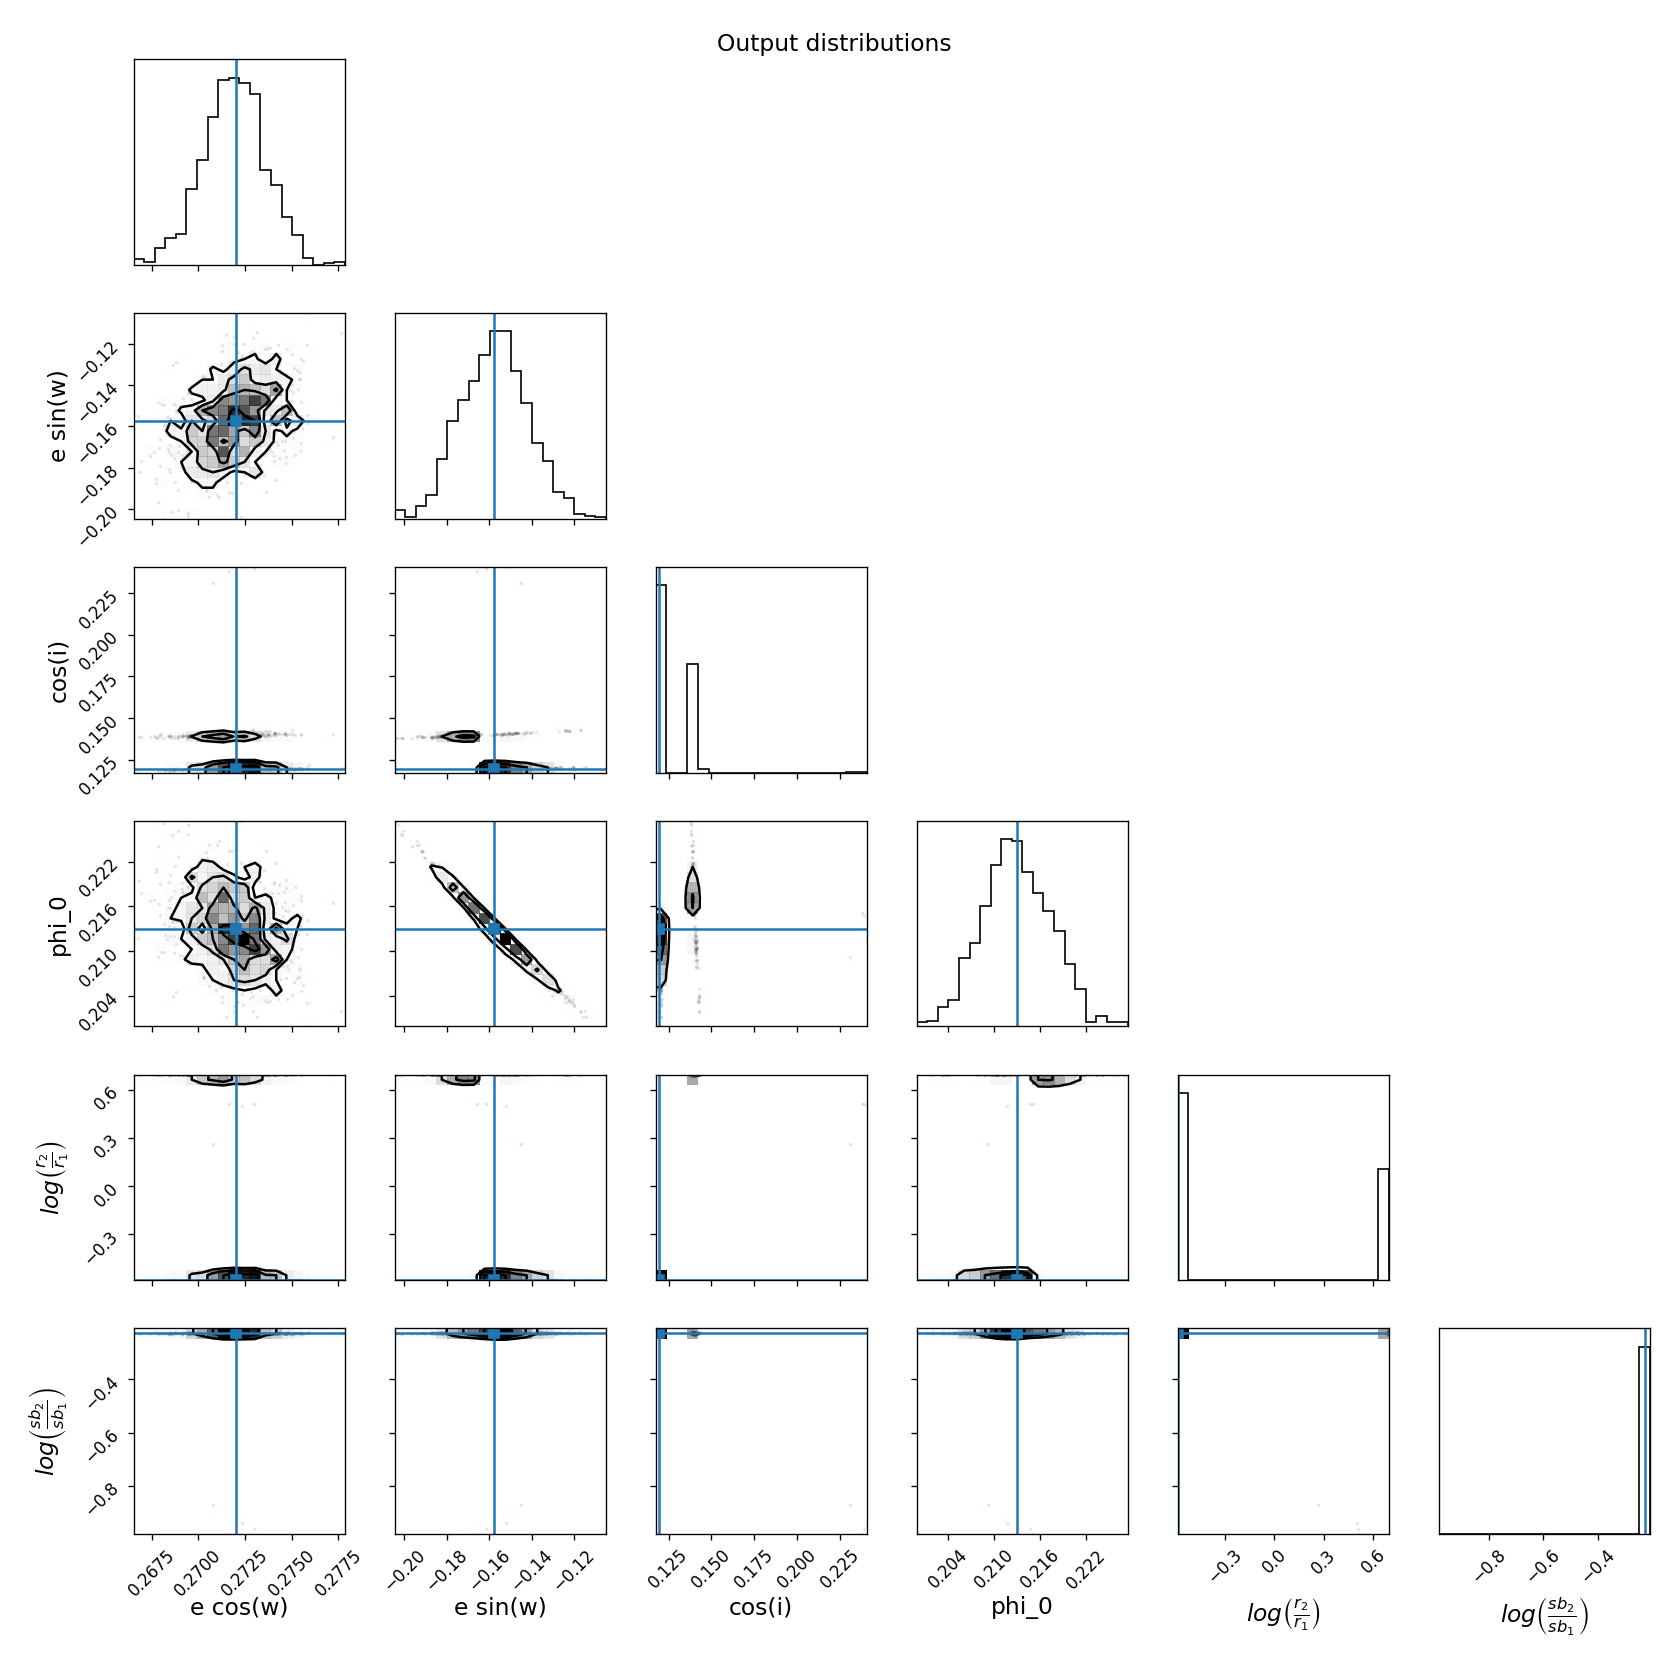 Output distributions
e sin(w)
−0.12
−0.14
−0.16
−0.18
−0.20
cos(i)
0.225
0.200
0.175
0.150
0.125
phi_0
0.222
0.216
0.210
0.204
log(r₂/r₁)
0.6
0.3
0.0
−0.3
log(sb₂/sb₁)
−0.4
−0.6
−0.8
0.2675 0.2700 0.2725 0.2750 0.2775
−0.20 −0.18 −0.16 −0.14 −0.12
0.125 0.150 0.175 0.200 0.225
0.204 0.210 0.216 0.222
−0.3 0.0 0.3 0.6
−0.8 −0.6 −0.4
e cos(w)
e sin(w)
cos(i)
phi_0
log(r₂/r₁)
log(sb₂/sb₁)